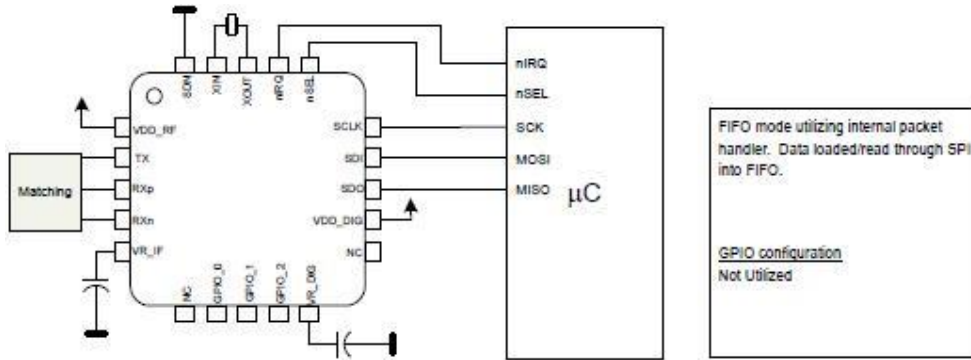 SDN
XIN
XOUT
nIRQ
nSEL
VDD_RF
TX
RXp
RXn
VR_IF
Matching
SCLK
SDI
SDO
VDD_DIG
NC
NC
GPIO_0
GPIO_1
GPIO_2
VR_DIG
nIRQ
nSEL
SCK
MOSI
MISO
μC
FIFO mode utilizing internal packet
handler. Data loaded/read through SPI
into FIFO.
GPIO configuration
Not Utilized